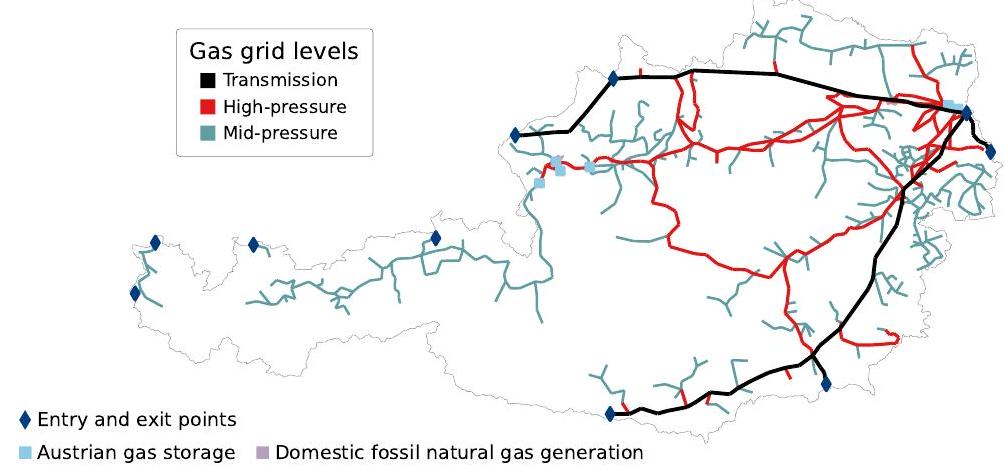 Gas grid levels
Transmission
High-pressure
Mid-pressure
Entry and exit points
Austrian gas storage
Domestic fossil natural gas generation